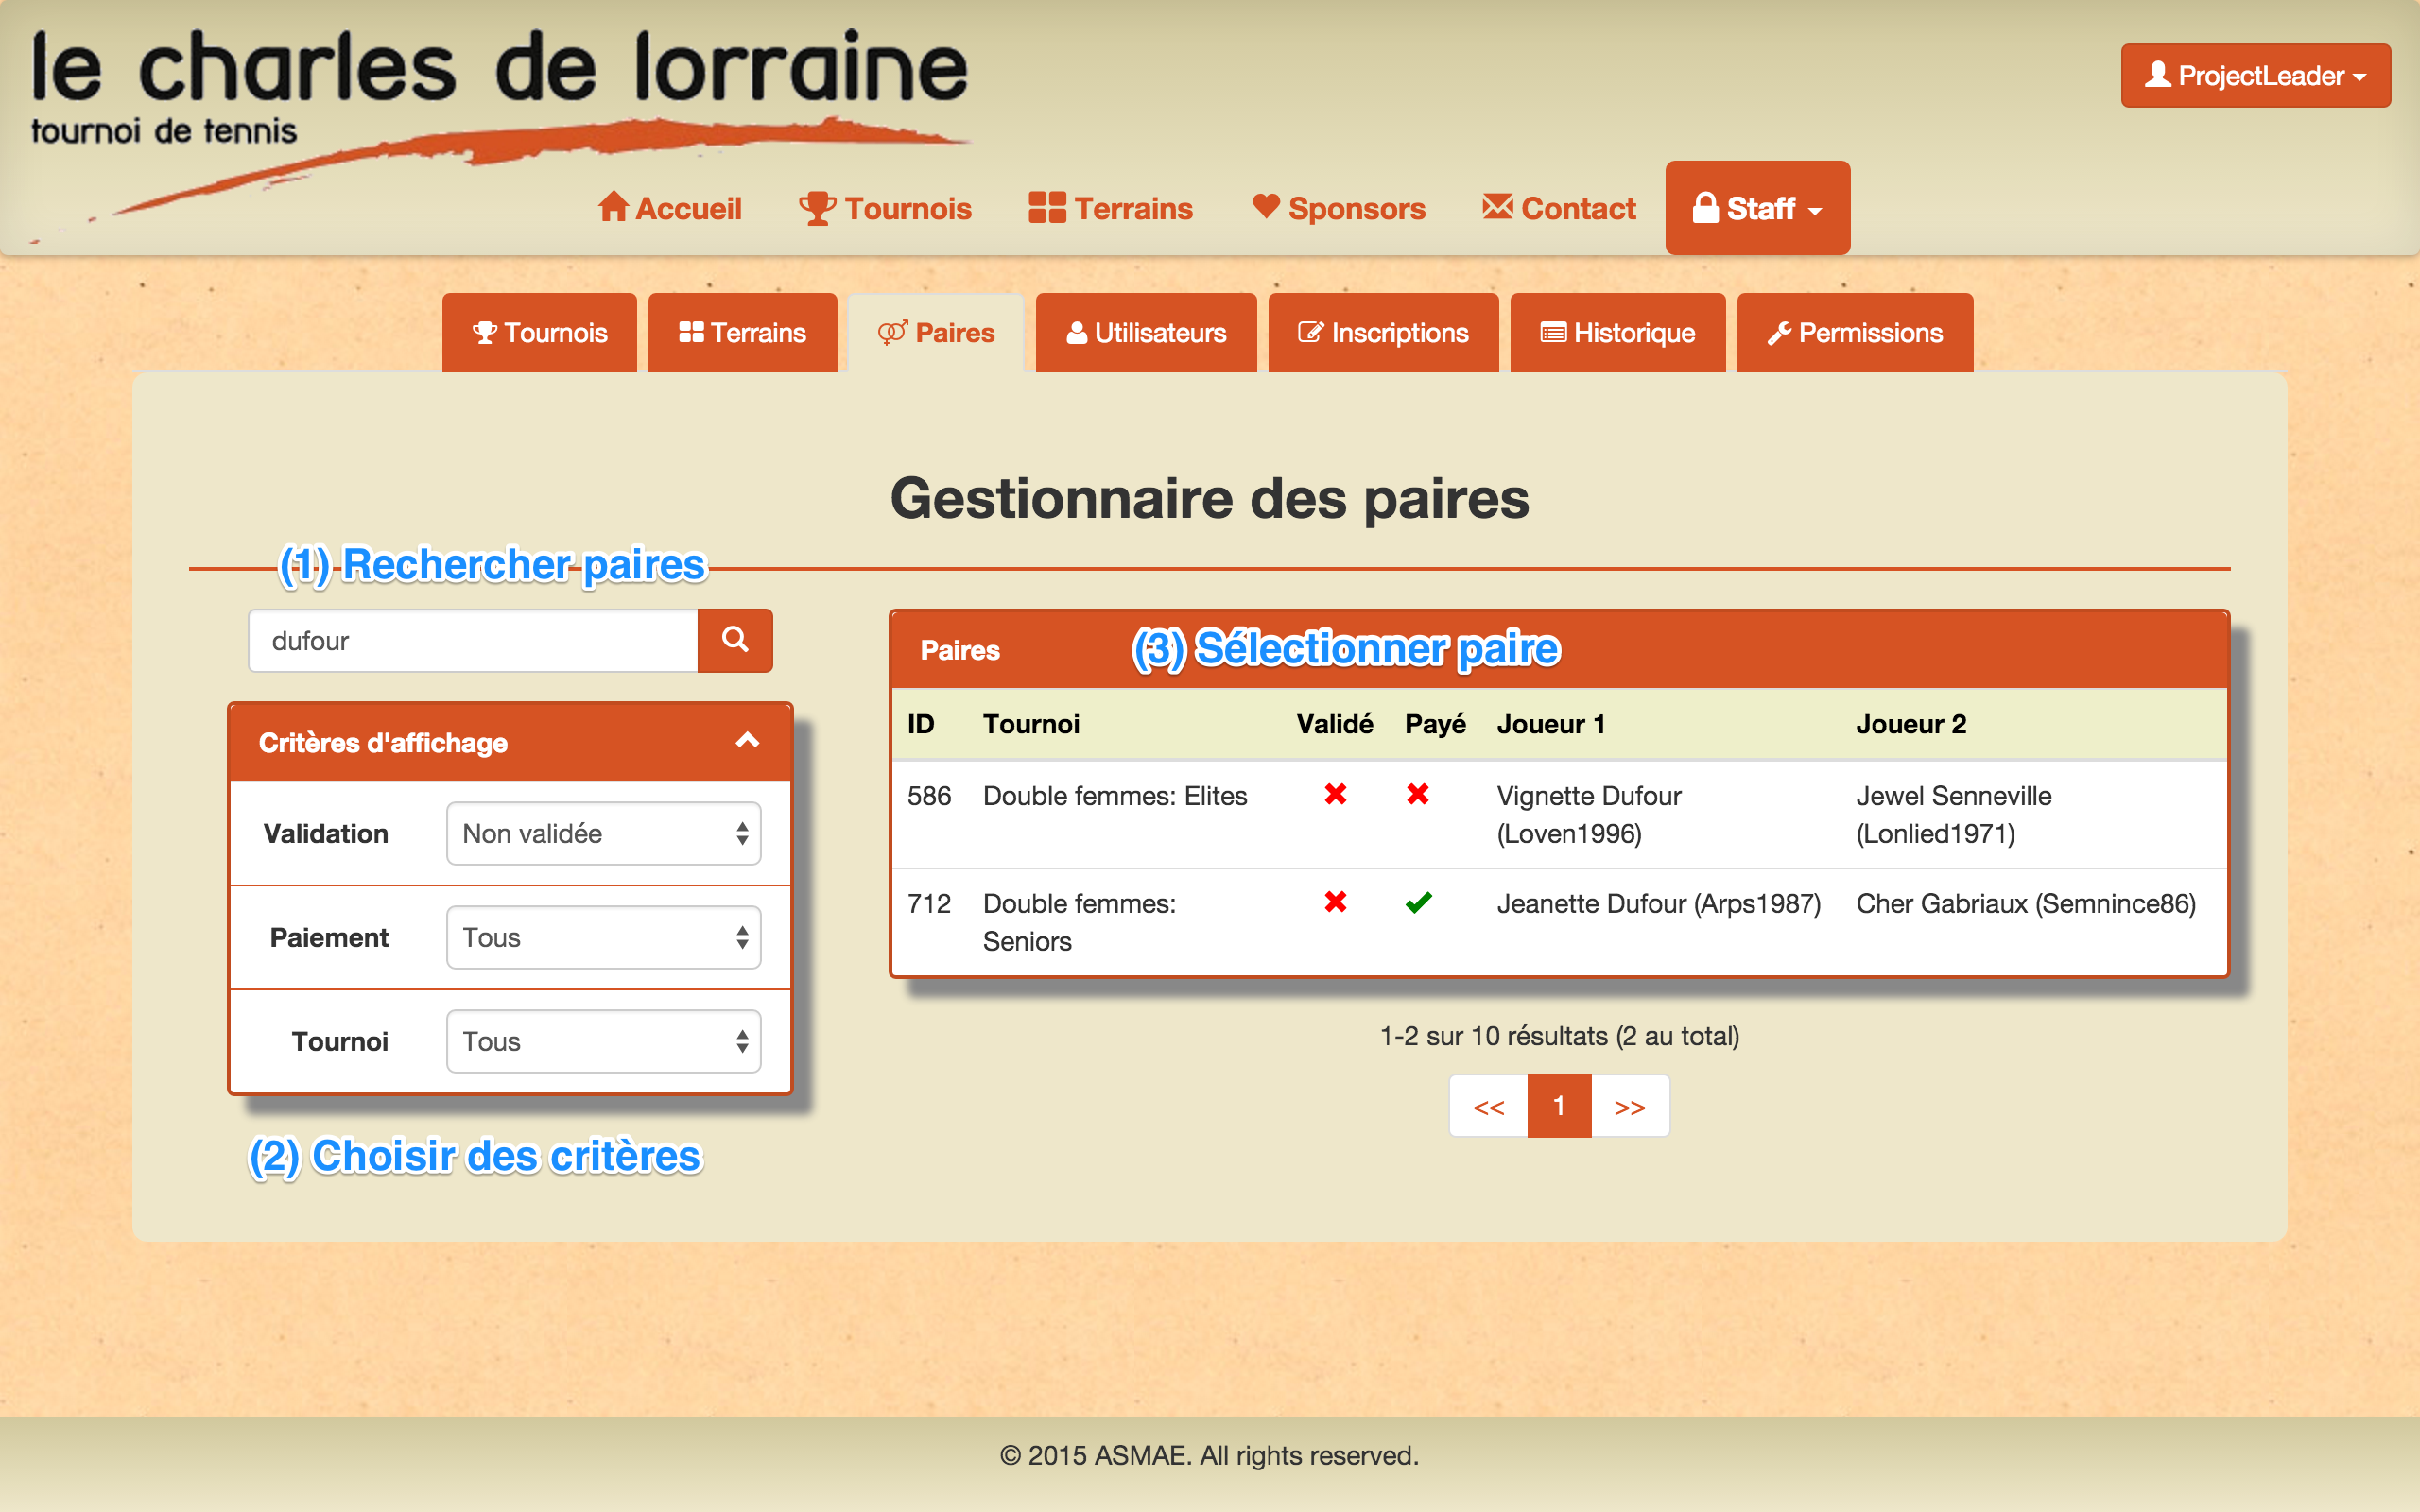 le charles de lorraine
tournoi de tennis
ProjectLeader
Accueil Tournois Terrains Sponsors Contact Staff
Tournois Terrains Paires Utilisateurs Inscriptions Historique Permissions
Gestionnaire des paires
(1) Rechercher paires
dufour
Critères d'affichage
Validation Non validée
Paiement Tous
Tournoi Tous
(2) Choisir des critères
Paires (3) Sélectionner paire
ID Tournoi Validé Payé Joueur 1 Joueur 2
586 Double femmes: Elites Vignette Dufour Jewel Senneville
(Loven1996) (Lonlied1971)
712 Double femmes: Jeanette Dufour (Arps1987) Cher Gabriaux (Semnince86)
Seniors
1-2 sur 10 résultats (2 au total)
<< 1 >>
© 2015 ASMAE. All rights reserved.